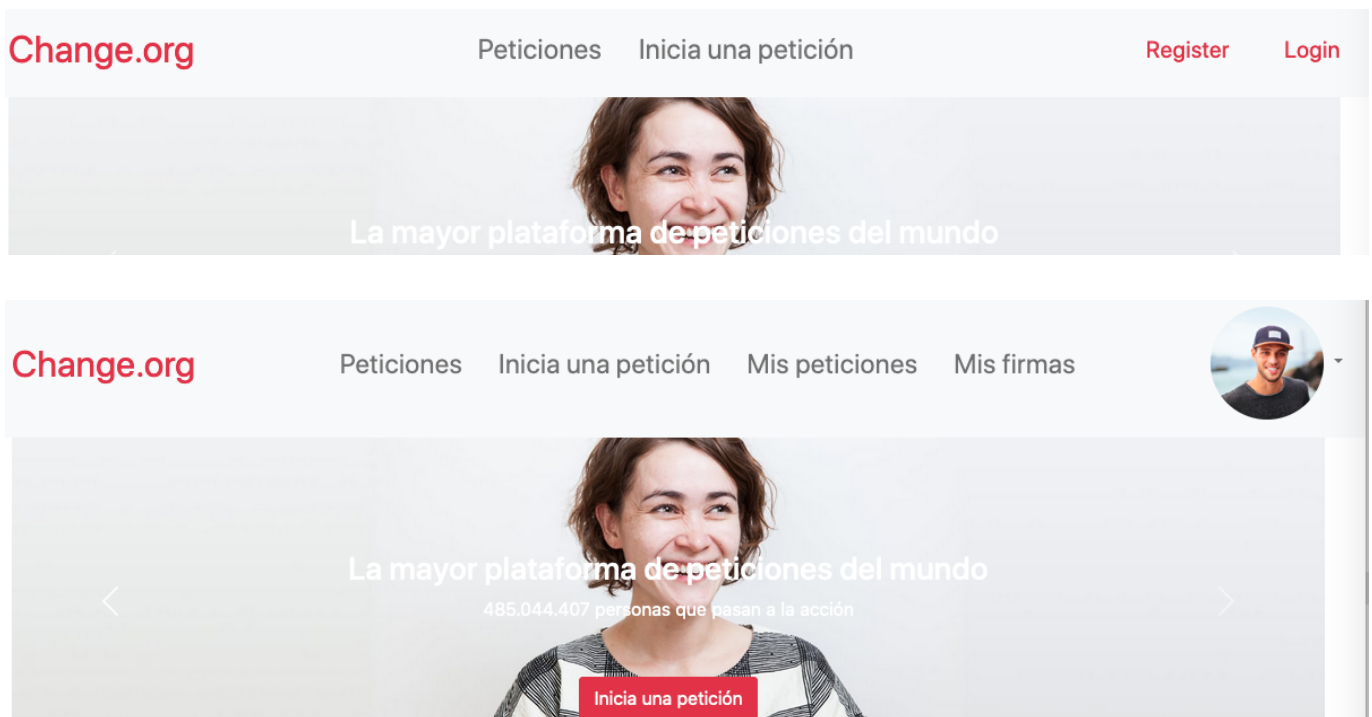 Change.org Peticiones Inicia una petición Register Login
La mayor plataforma de peticiones del mundo
Change.org Peticiones Inicia una petición Mis peticiones Mis firmas
La mayor plataforma de peticiones del mundo
485.044.407 personas que pasan a la acción
Inicia una petición